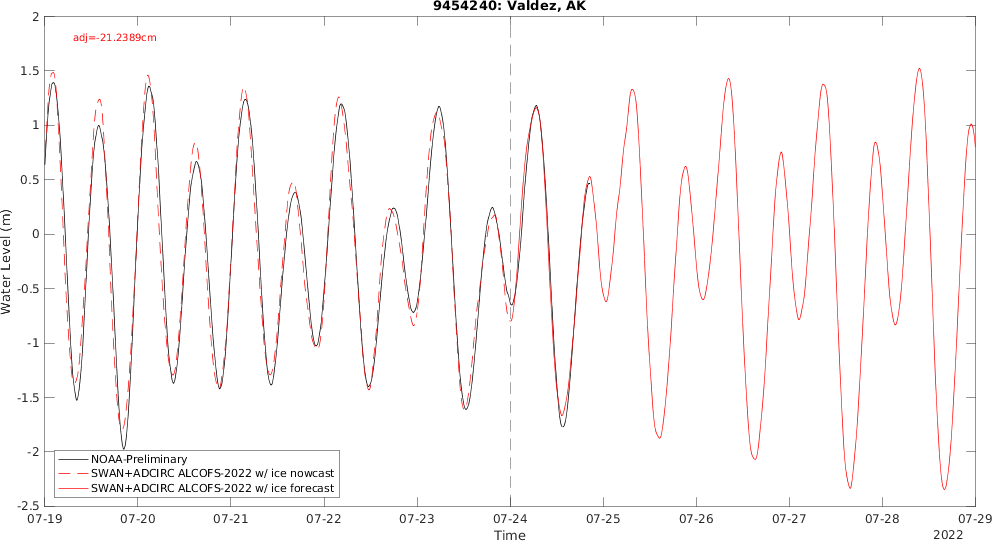 9454240: Valdez, AK
adj=-21.2389cm
Water Level (m)
2
1.5
1
0.5
0
-0.5
-1
-1.5
-2
-2.5
NOAA-Preliminary
SWAN+ADCIRC ALCOFS-2022 w/ ice nowcast
SWAN+ADCIRC ALCOFS-2022 w/ ice forecast
07-19 07-20 07-21 07-22 07-23 07-24 07-25 07-26 07-27 07-28 07-29
Time
2022